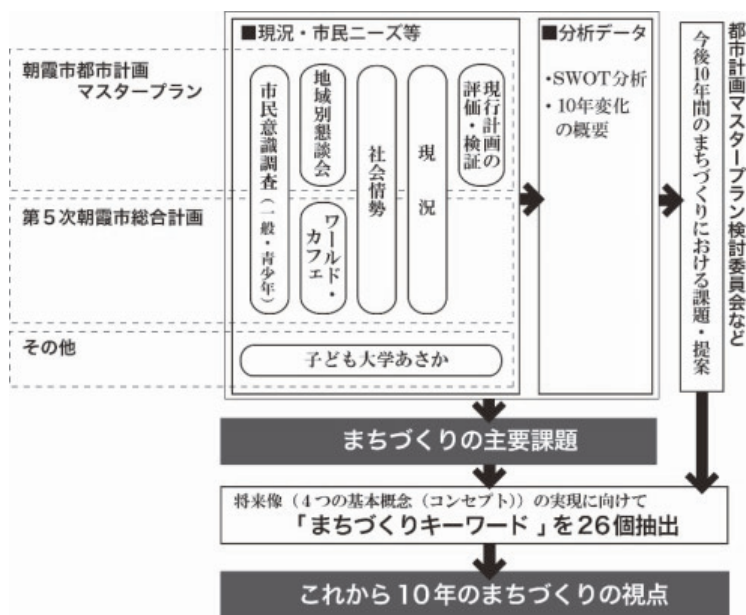 ■現況・市民ニーズ等
■分析データ
朝霞市都市計画
マスタープラン
市民意識調査（一般・青少年）
地域別懇談会
社会情勢
現況
現行計画の
評価・検証
・SWOT分析
・10年変化
の概要
今後10年間のまちづくりにおける課題・提案
都市計画マスタープラン検討委員会など
第５次朝霞市総合計画
ワールド・
カフェ
その他
子ども大学あさか
まちづくりの主要課題
将来像（４つの基本概念（コンセプト））の実現に向けて
「まちづくりキーワード」を26個抽出
これから10年のまちづくりの視点